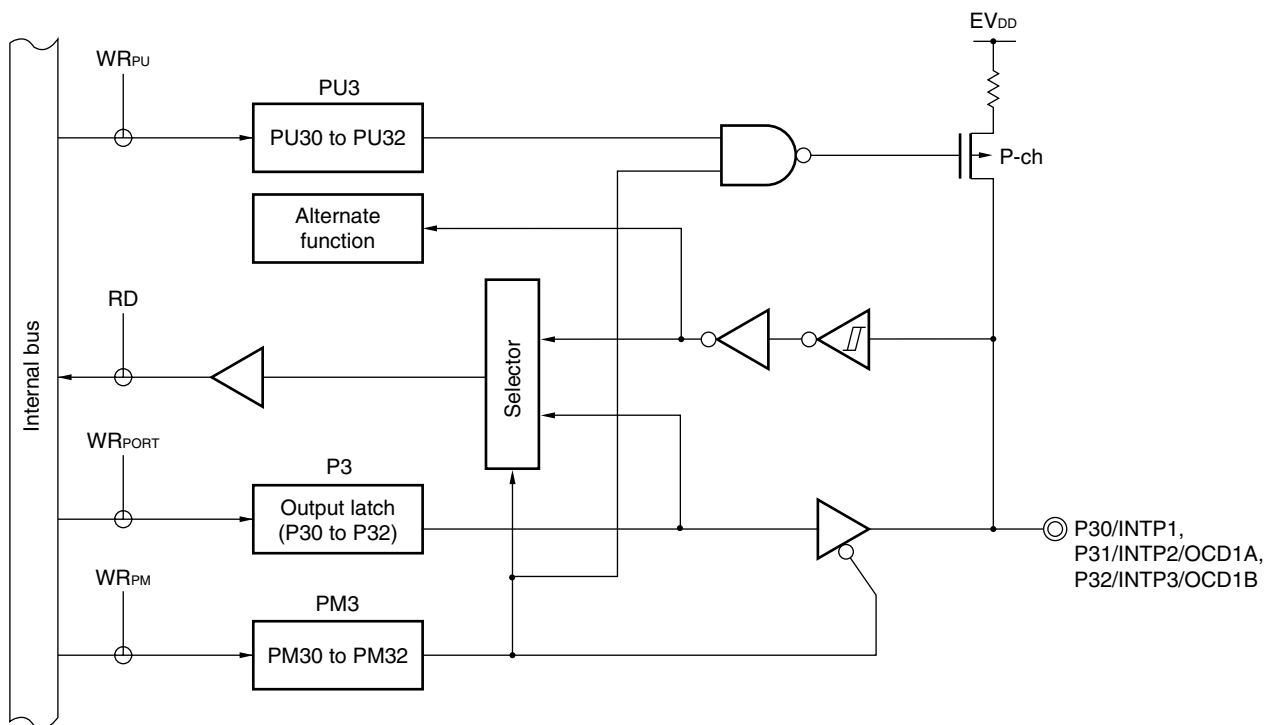 EVDD
WRPU
PU3
PU30 to PU32
P-ch
Alternate
function
RD
Internal bus
Selector
WRPORT
P3
Output latch
(P30 to P32)
P30/INTP1,
P31/INTP2/OCD1A,
P32/INTP3/OCD1B
WRPM
PM3
PM30 to PM32